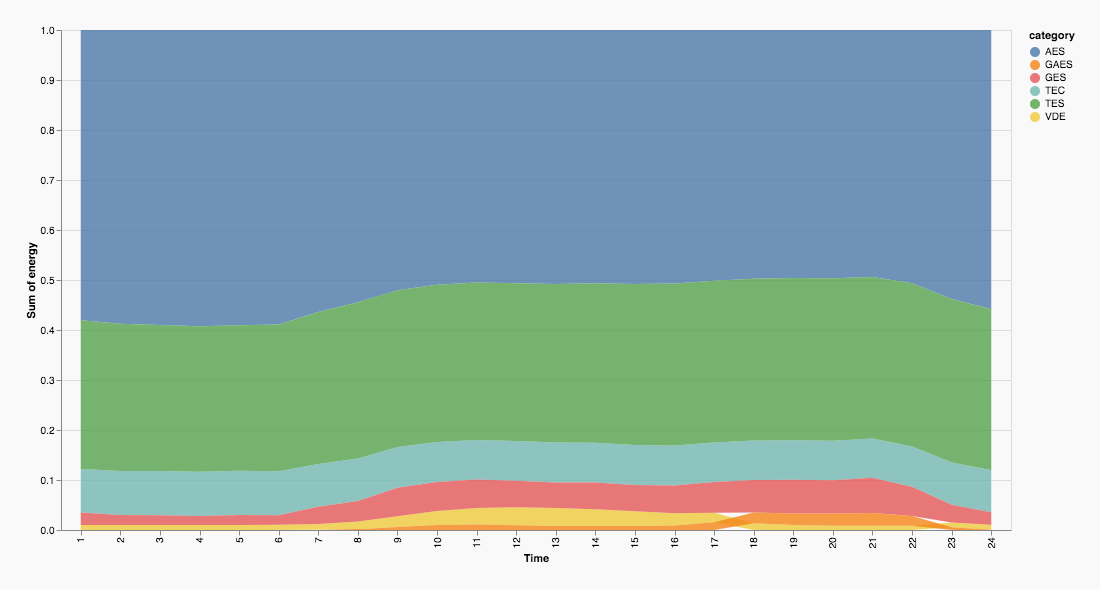 1.0
0.9
0.8
0.7
0.6
0.5
0.4
0.3
0.2
0.1
0.0
Sum of energy
1 2 3 4 5 6 7 8 9 10 11 12 13 14 15 16 17 18 19 20 21 22 23 24
Time
category
AES
GAES
GES
TEC
TES
VDE